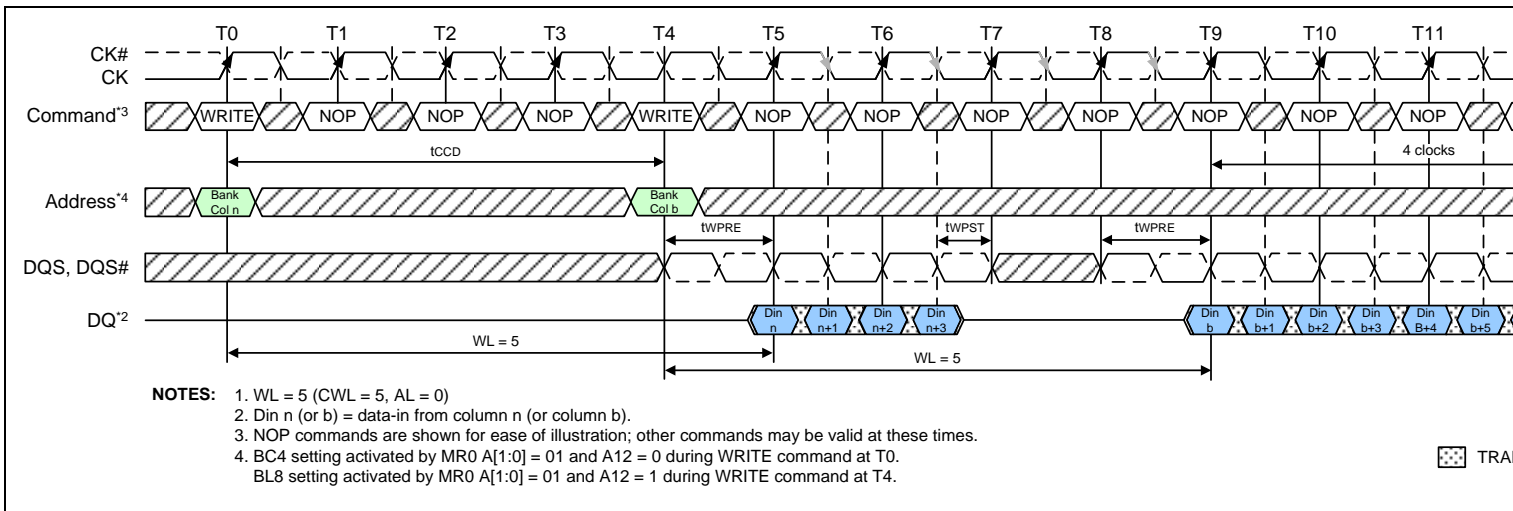 T0 T1 T2 T3 T4 T5 T6 T7 T8 T9 T10 T11
CK#
CK
Command*3 WRITE NOP NOP NOP WRITE NOP NOP NOP NOP NOP NOP NOP
tCCD 4 clocks
Address*4 Bank Col n Bank Col b
tWPRE tWPST tWPRE
DQS, DQS#
DQ*2 Din n Din n+1 Din n+2 Din n+3 Din b Din b+1 Din b+2 Din b+3 Din B+4 Din b+5
WL = 5 WL = 5
NOTES: 1. WL = 5 (CWL = 5, AL = 0)
2. Din n (or b) = data-in from column n (or column b).
3. NOP commands are shown for ease of illustration; other commands may be valid at these times.
4. BC4 setting activated by MR0 A[1:0] = 01 and A12 = 0 during WRITE command at T0.
BL8 setting activated by MR0 A[1:0] = 01 and A12 = 1 during WRITE command at T4.